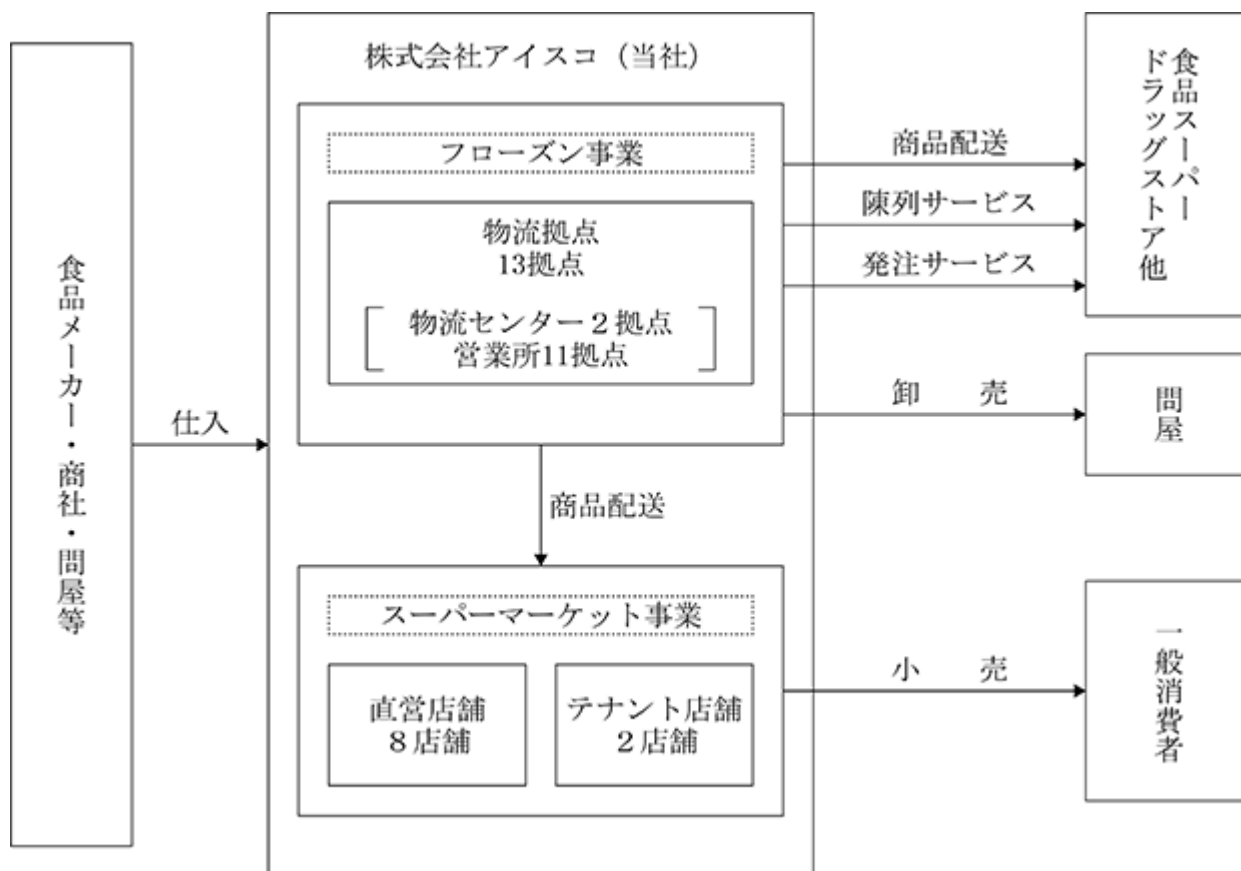 食品メーカー・商社・問屋等
仕入
株式会社アイスコ（当社）
フローズン事業
物流拠点
13拠点
物流センター２拠点
営業所11拠点
商品配送
スーパーマーケット事業
直営店舗
８店舗
テナント店舗
２店舗
商品配送
陳列サービス
発注サービス
卸　　売
小　　売
食品スーパー
ドラッグストア他
問屋
一般消費者